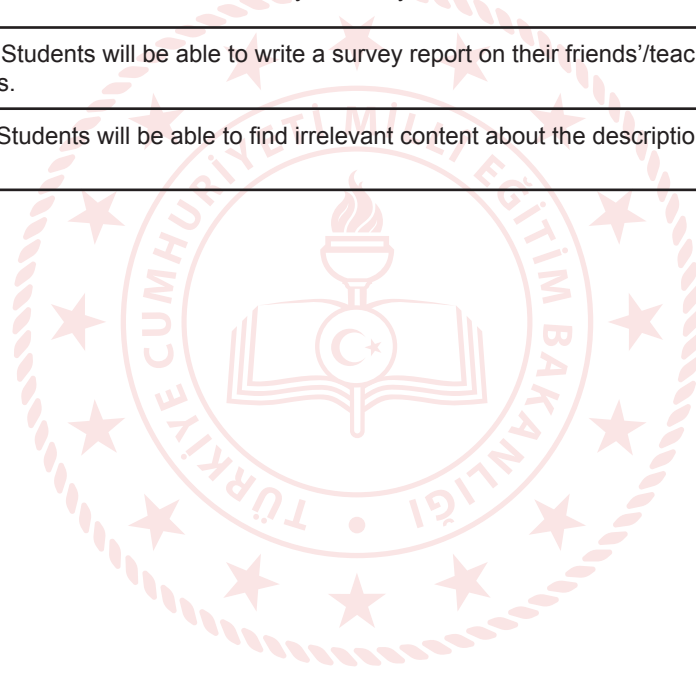 Students will be able to write a survey report on their friends’/teac
s.
Students will be able to find irrelevant content about the descriptio
TÜRKİYE CUMHURİYETİ MİLLÎ EĞİTİM BAKANLIĞI